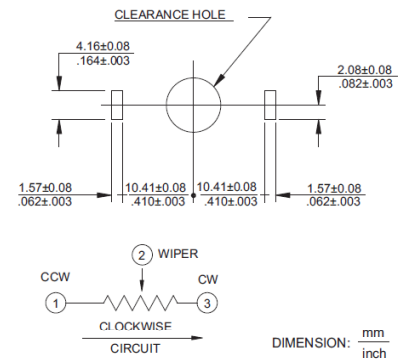 CLEARANCE HOLE
4.16±0.08
.164±.003
2.08±0.08
.082±.003
1.57±0.08 10.41±0.08 10.41±0.08 1.57±0.08
.062±.003 .410±.003 .410±.003 .062±.003
2 WIPER
CCW CW
1 3
CLOCKWISE
CIRCUIT
DIMENSION: mm
inch